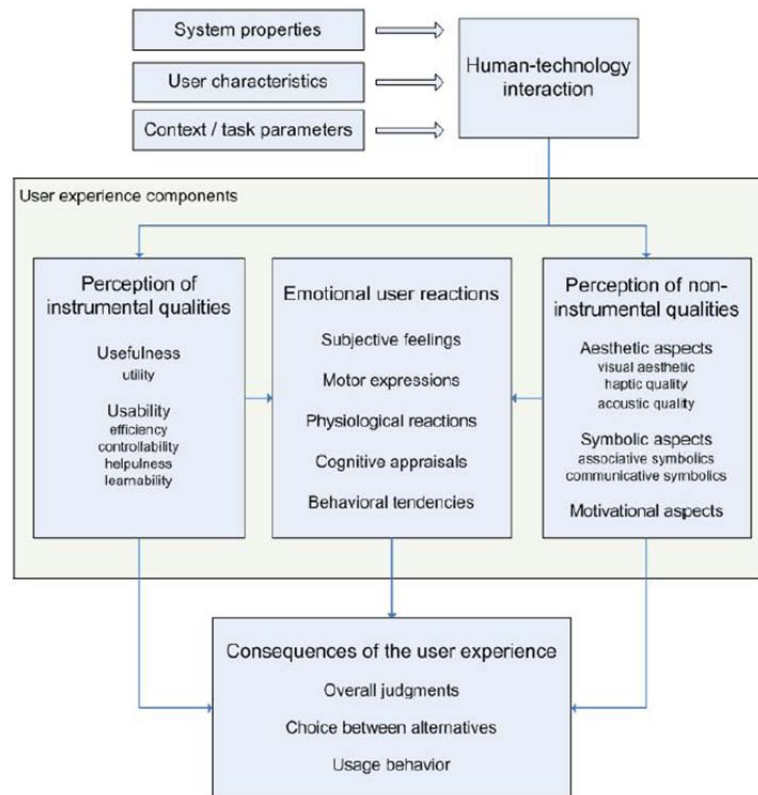 System properties
User characteristics
Context / task parameters
Human-technology
interaction
User experience components
Perception of
instrumental qualities
Usefulness
utility
Usability
efficiency
controllability
helpulness
learnability
Emotional user reactions
Subjective feelings
Motor expressions
Physiological reactions
Cognitive appraisals
Behavioral tendencies
Perception of non-
instrumental qualities
Aesthetic aspects
visual aesthetic
haptic quality
acoustic quality
Symbolic aspects
associative symbolics
communicative symbolics
Motivational aspects
Consequences of the user experience
Overall judgments
Choice between alternatives
Usage behavior